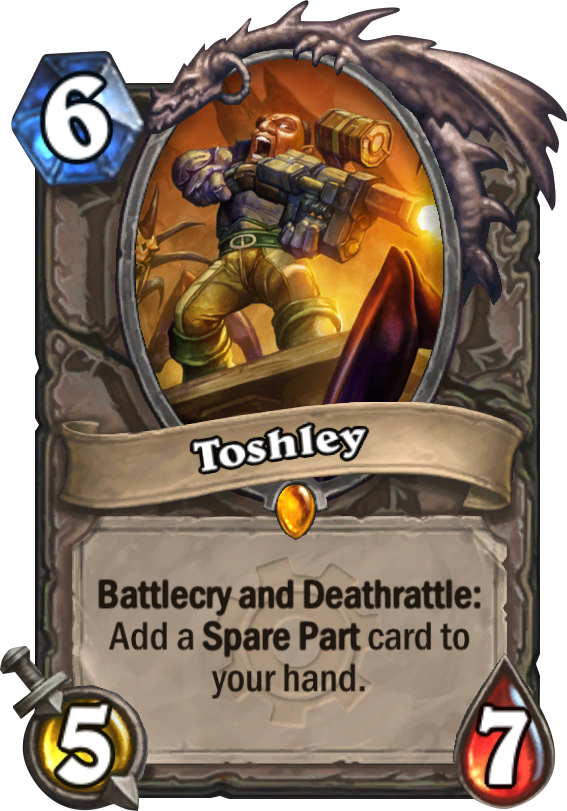 6
Toshley
Battlecry and Deathrattle:
Add a Spare Part card to
your hand.
5
7